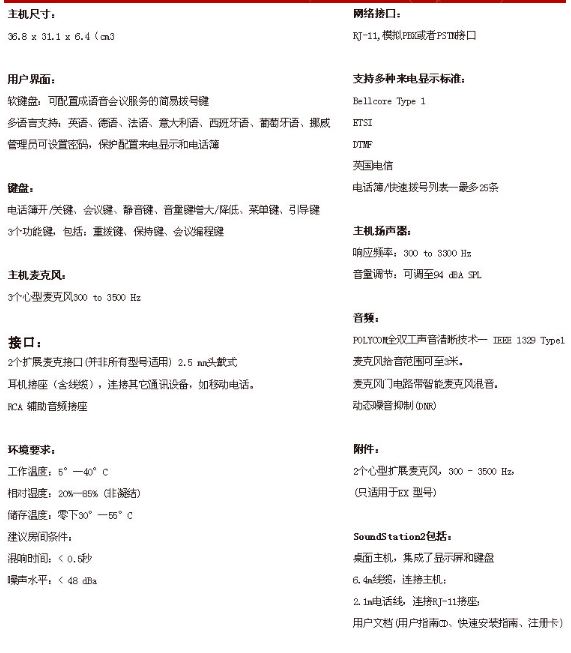 主机尺寸：
36.8 x 31.1 x 6.4（cm3
用户界面：
软键盘：可配置成语音会议服务的简易拨号键
多语言支持：英语、德语、法语、意大利语、西班牙语、葡萄牙语、挪威
管理员可设置密码，保护配置来电显示和电话簿
键盘：
电话簿开/关键、会议键、静音键、音量键增大/降低、菜单键、引导键
3个功能键，包括：重拨键、保持键、会议编程键
主机麦克风：
3个心型麦克风300 to 3500 Hz
接口：
2个扩展麦克接口(并非所有型号适用) 2.5 mm头戴式
耳机接座（含线缆），连接其它通讯设备，如移动电话。
RCA 辅助音频接座
环境要求：
工作温度：5°—40°C
相对湿度：20%—85%（非凝结）
储存温度：零下30°—55°C
建议房间条件：
混响时间：< 0.5秒
噪声水平：< 48 dBa
网络接口：
RJ-11,模拟PBX或者PSTN接口
支持多种来电显示标准：
Bellcore Type 1
ETSI
DTMF
英国电信
电话簿/快速拨号列表—最多25条
主机扬声器：
响应频率：300 to 3300 Hz
音量调节：可调至94 dBA SPL
音频：
POLYCOM全双工声音清晰技术— IEEE 1329 Type1
麦克风拾音范围可至3米。
麦克风门电路带智能麦克风混音。
动态噪音抑制(DNR)
附件：
2个心型扩展麦克风，300 - 3500 Hz，
(只适用于EX 型号)
SoundStation2包括：
桌面主机，集成了显示屏和键盘
6.4m线缆，连接主机；
2.1m电话线，连接RJ-11接座，
用户文档(用户指南CD、快速安装指南、注册卡)